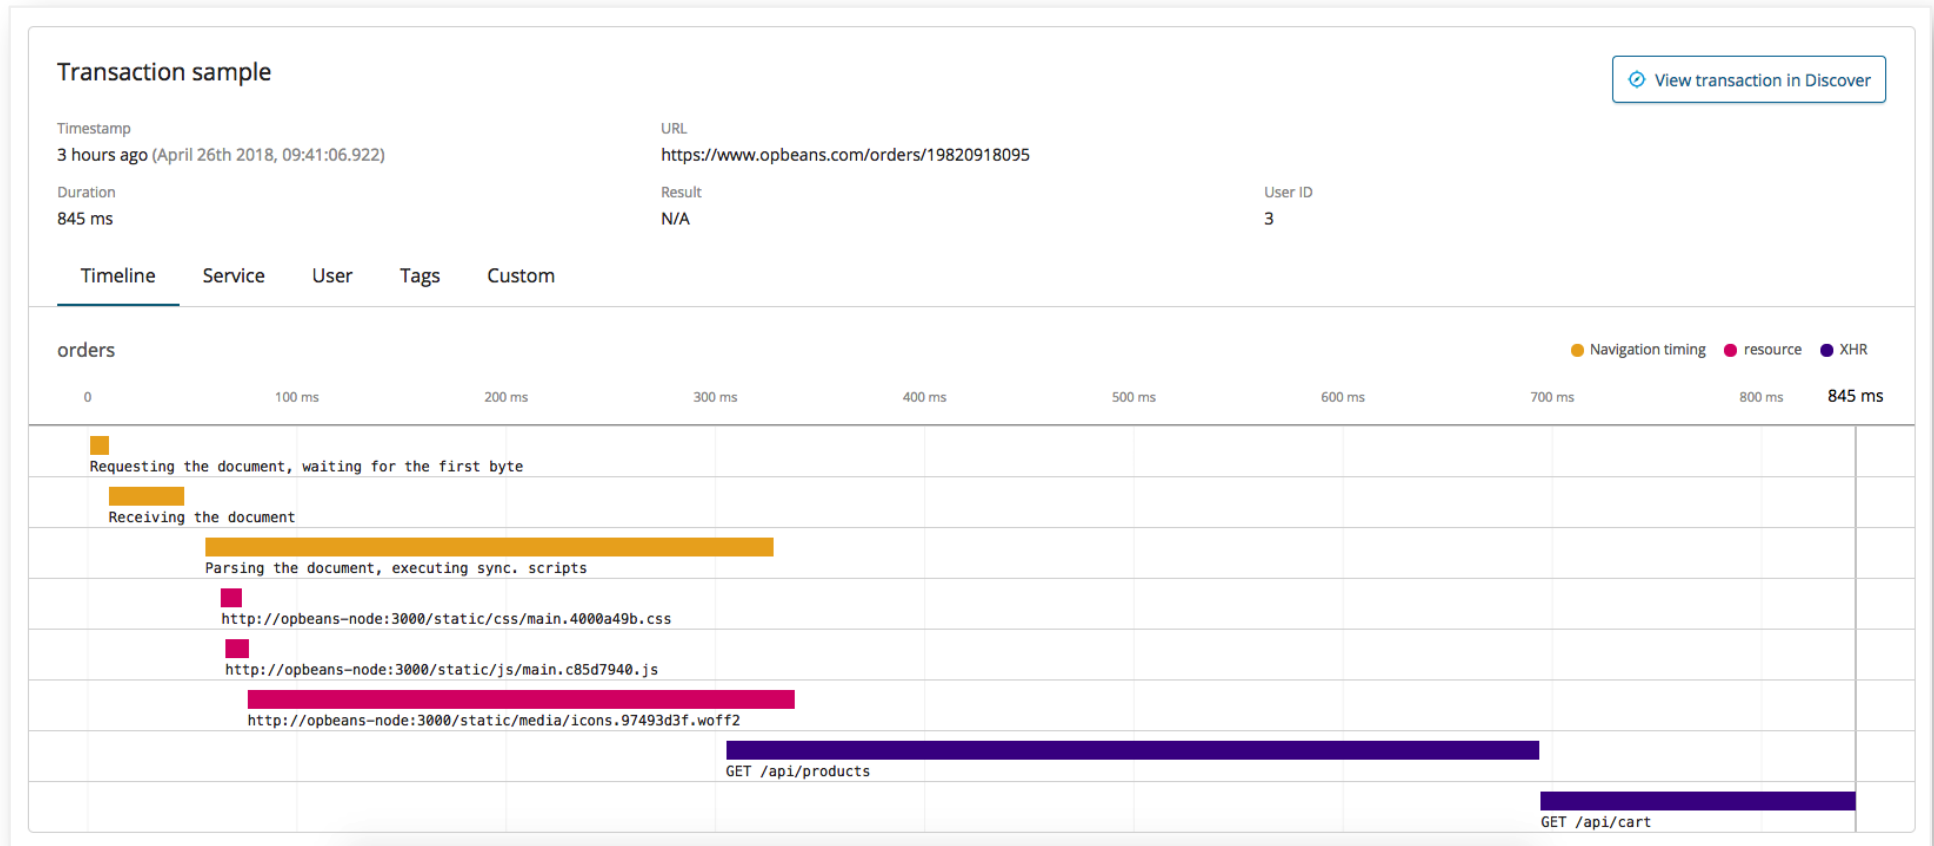 Transaction sample
View transaction in Discover
Timestamp
3 hours ago (April 26th 2018, 09:41:06.922)
URL
https://www.opbeans.com/orders/19820918095
Duration
845 ms
Result
N/A
User ID
3
Timeline Service User Tags Custom
orders
Navigation timing resource XHR
0 100 ms 200 ms 300 ms 400 ms 500 ms 600 ms 700 ms 800 ms 845 ms
Requesting the document, waiting for the first byte
Receiving the document
Parsing the document, executing sync. scripts
http://opbeans-node:3000/static/css/main.4000a49b.css
http://opbeans-node:3000/static/js/main.c85d7940.js
http://opbeans-node:3000/static/media/icons.97493d3f.woff2
GET /api/products
GET /api/cart